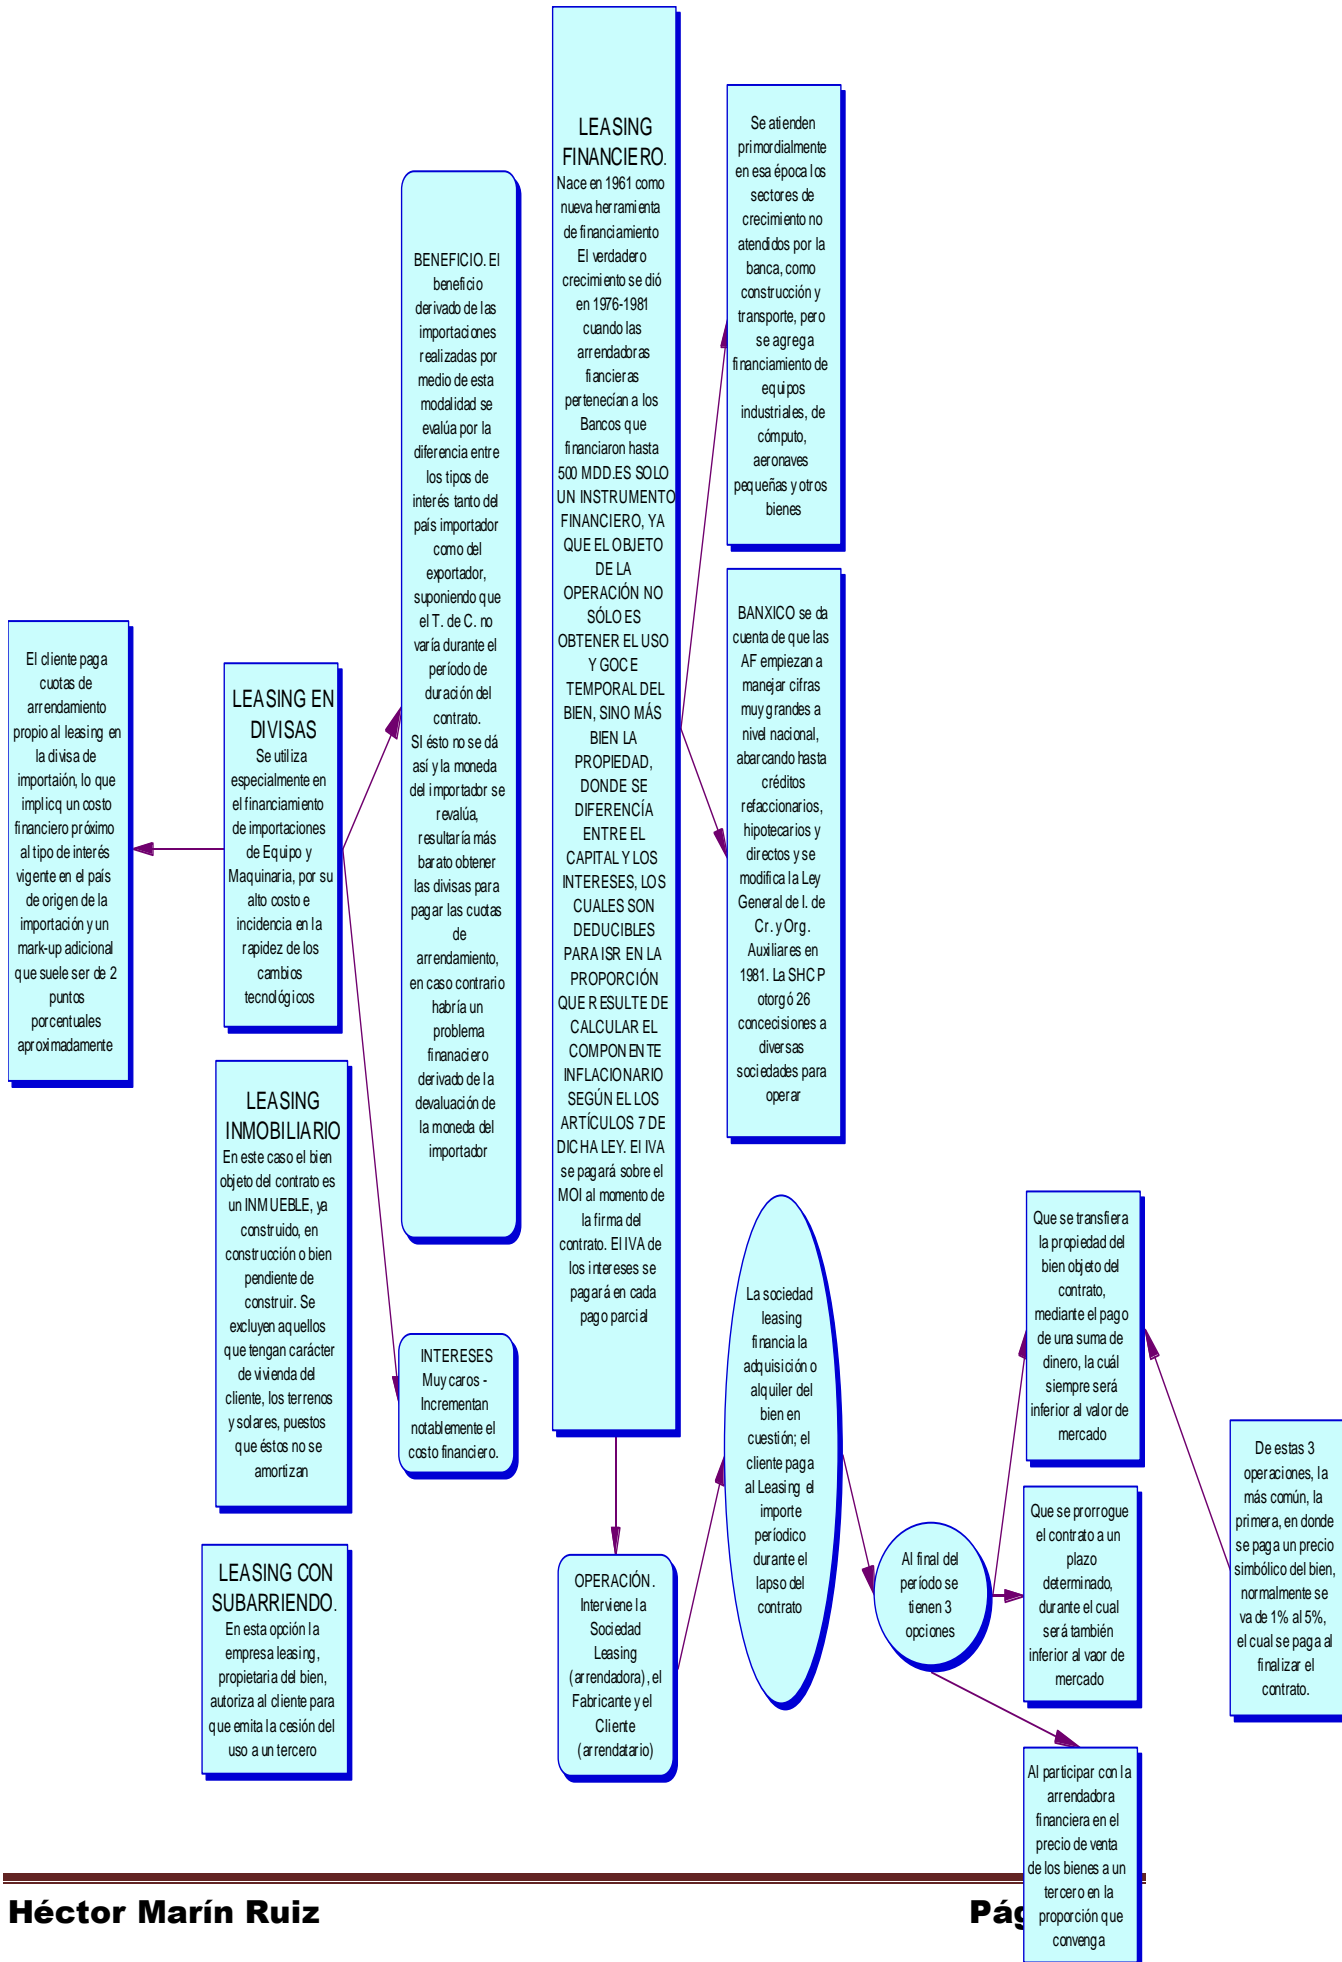 LEASING
FINANCIERO.
Nace en 1961 como
nueva herramienta
de financiamiento
El verdadero
crecimiento se dió
en 1976-1981
cuando las
arrendadoras
fiancieras
pertenecían a los
Bancos que
financiaron hasta
500 MDD.ES SOLO
UN INSTRUMENTO
FINANCIERO, YA
QUE EL OBJETO
DE LA
OPERACIÓN NO
SÓLO ES
OBTENER EL USO
Y GOCE
TEMPORAL DEL
BIEN, SINO MÁS
BIEN LA
PROPIEDAD,
DONDE SE
DIFERENCÍA
ENTRE EL
CAPITAL Y LOS
INTERESES, LOS
CUALES SON
DEDUCIBLES
PARA ISR EN LA
PROPORCIÓN
QUE RESULTE DE
CALCULAR EL
COMPONENTE
INFLACIONARIO
SEGÚN EL LOS
ARTÍCULOS 7 DE
DICHA LEY. El IVA
se pagará sobre el
MOI al momento de
la firma del
contrato. El IVA de
los intereses se
pagará en cada
pago parcial
Se atienden
primordialmente
en esa época los
sectores de
crecimiento no
atendidos por la
banca, como
construcción y
transporte, pero
se agrega
financiamiento de
equipos
industriales, de
cómputo,
aeronaves
pequeñas y otros
bienes
BANXICO se da
cuenta de que las
AF empiezan a
manejar cifras
muy grandes a
nivel nacional,
abarcando hasta
créditos
refaccionarios,
hipotecarios y
directos y se
modifica la Ley
General de I. de
Cr. y Org.
Auxiliares en
1981. La SHCP
otorgó 26
concecisiones a
diversas
sociedades para
operar
BENEFICIO. El
beneficio
derivado de las
importaciones
realizadas por
medio de esta
modalidad se
evalúa por la
diferencia entre
los tipos de
interés tanto del
país importador
como del
exportador,
suponiendo que
el T. de C. no
varía durante el
período de
duración del
contrato.
SI ésto no se dá
así y la moneda
del importador se
revalúa,
resultaría más
barato obtener
las divisas para
pagar las cuotas
de
arrendamiento,
en caso contrario
habría un
problema
finanaciero
derivado de la
devaluación de
la moneda del
importador
El cliente paga
cuotas de
arrendamiento
propio al leasing en
la divisa de
importaión, lo que
implicq un costo
financiero próximo
al tipo de interés
vigente en el país
de origen de la
importación y un
mark-up adicional
que suele ser de 2
puntos
porcentuales
aproximadamente
LEASING EN
DIVISAS
Se utiliza
especialmente en
el financiamiento
de importaciones
de Equipo y
Maquinaria, por su
alto costo e
incidencia en la
rapidez de los
cambios
tecnológicos
LEASING
INMOBILIARIO
En este caso el bien
objeto del contrato es
un INMUEBLE, ya
construido, en
construcción o bien
pendiente de
construir. Se
excluyen aquellos
que tengan carácter
de vivienda del
cliente, los terrenos
y solares, puestos
que éstos no se
amortizan
INTERESES
Muy caros -
Incrementan
notablemente el
costo financiero.
LEASING CON
SUBARRIENDO.
En esta opción la
empresa leasing,
propietaria del bien,
autoriza al cliente para
que emita la cesión del
uso a un tercero
OPERACIÓN.
Interviene la
Sociedad
Leasing
(arrendadora), el
Fabricante y el
Cliente
(arrendatario)
La sociedad
leasing
financia la
adquisición o
alquiler del
bien en
cuestión; el
cliente paga
al Leasing el
importe
períodico
durante el
lapso del
contrato
Al final del
período se
tienen 3
opciones
Que se transfiera
la propiedad del
bien objeto del
contrato,
mediante el pago
de una suma de
dinero, la cuál
siempre será
inferior al valor de
mercado
Que se prorrogue
el contrato a un
plazo
determinado,
durante el cual
será también
inferior al vaor de
mercado
Al participar con la
arrendadora
financiera en el
precio de venta
de los bienes a un
tercero en la
proporción que
convenga
De estas 3
operaciones, la
más común, la
primera, en donde
se paga un precio
simbólico del bien,
normalmente se
va de 1% al 5%,
el cual se paga al
finalizar el
contrato.
Héctor Marín Ruiz